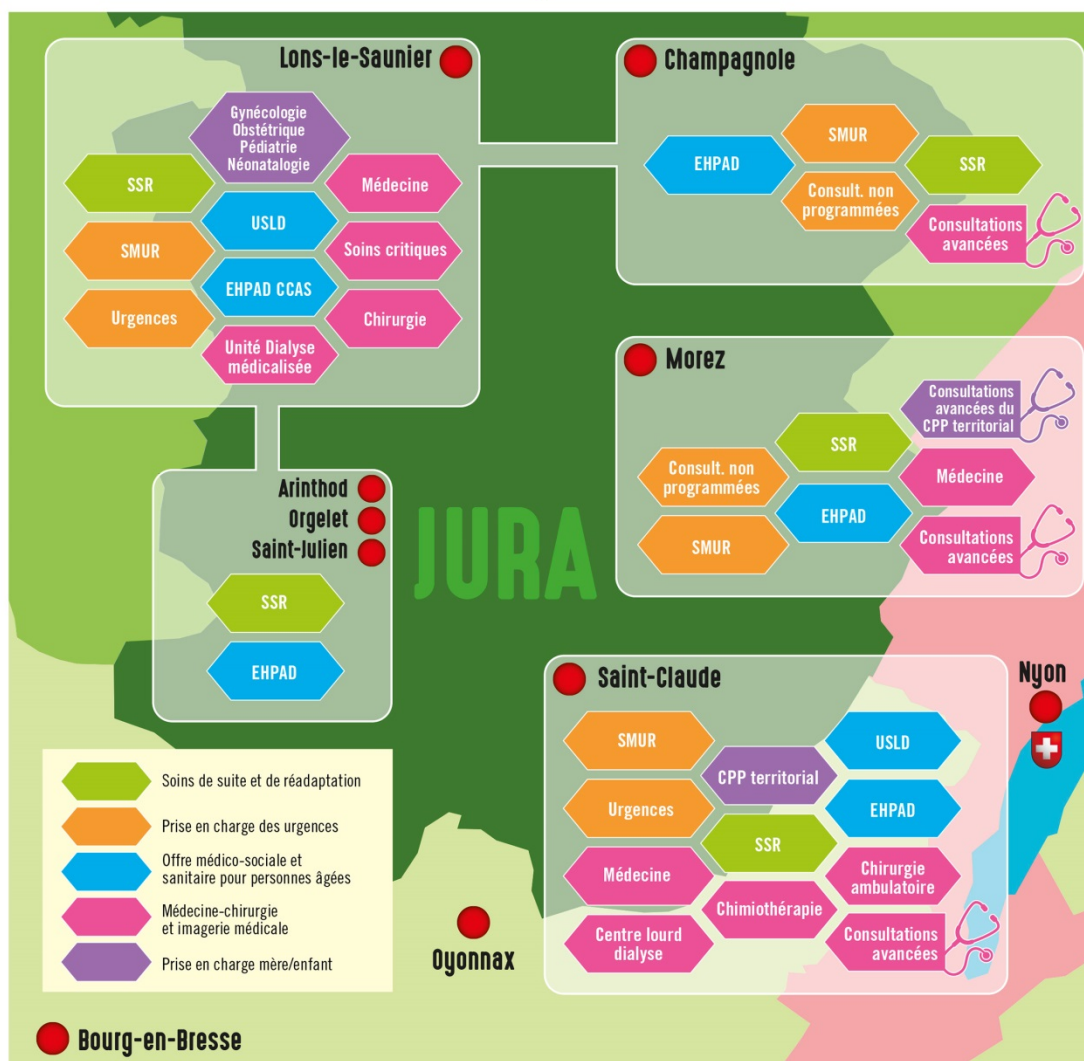 Lons-le-Saunier
Gynécologie
Obstétrique
Pédiatrie
Néonatalogie
SSR
Médecine
USLD
SMUR
Soins critiques
EHPAD CCAS
Urgences
Chirurgie
Unité Dialyse
médicalisée
Champagnole
SMUR
EHPAD
SSR
Consult. non
programmées
Consultations
avancées
Morez
Consultations
avancées du
CPP territorial
SSR
Consult. non
programmées
Médecine
EHPAD
SMUR
Consultations
avancées
Arinthod
Orgelet
Saint-Julien
SSR
EHPAD
JURA
Saint-Claude
SMUR
USLD
CPP territorial
Urgences
EHPAD
SSR
Médecine
Chirurgie
ambulatoire
Chimiothérapie
Centre lourd
dialyse
Consultations
avancées
Nyon
Soins de suite et de réadaptation
Prise en charge des urgences
Offre médico-sociale et
sanitaire pour personnes âgées
Médecine-chirurgie
et imagerie médicale
Prise en charge mère/enfant
Oyonnax
Bourg-en-Bresse